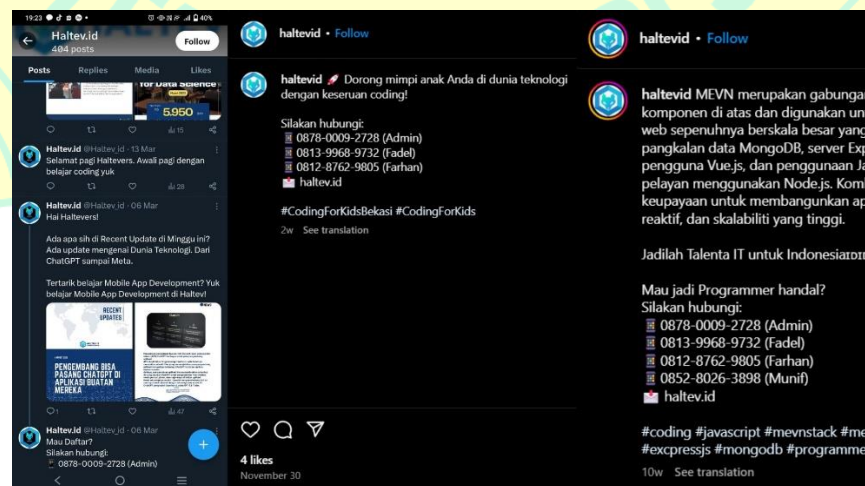 19:23
40%
Haltev.id
404 posts
Follow
Posts Replies Media Likes
for Data Science
5.950
15
Haltev.id @Haltev_id · 13 Mar
Selamat pagi Haltevers. Awali pagi dengan
belajar coding yuk
28
Haltev.id @Haltev_id · 06 Mar
Hai Haltevers!
Ada apa sih di Recent Update di Minggu ini?
Ada update mengenai Dunia Teknologi. Dari
ChatGPT sampai Meta.
Tertarik belajar Mobile App Development? Yuk
belajar Mobile App Development di Haltev!
RECENT
UPDATES
PENGEMBANG BISA
PASANG CHATGPT DI
APLIKASI BUATAN
MEREKA
1 47
Haltev.id @Haltev_id · 06 Mar
Mau Daftar?
Silakan hubungi:
0878-0009-2728 (Admin)
haltevid • Follow
haltevid 🚀 Dorong mimpi anak Anda di dunia teknologi
dengan keseruan coding!
Silakan hubungi:
📱 0878-0009-2728 (Admin)
📱 0813-9968-9732 (Fadel)
📱 0812-8762-9805 (Farhan)
📩 haltev.id
#CodingForKidsBekasi #CodingForKids
2w See translation
4 likes
November 30
haltevid • Follow
haltevid MEVN merupakan gabungan
komponen di atas dan digunakan un
web sepenuhnya berskala besar yang
pangkalan data MongoDB, server Exp
pengguna Vue.js, dan penggunaan Ja
pelayan menggunakan Node.js. Kom
keupayaan untuk membangunkan ap
reaktif, dan skalabiliti yang tinggi.
Jadilah Talenta IT untuk Indonesia
Mau jadi Programmer handal?
Silakan hubungi:
📱 0878-0009-2728 (Admin)
📱 0813-9968-9732 (Fadel)
📱 0812-8762-9805 (Farhan)
📱 0852-8026-3898 (Munif)
📩 haltev.id
#coding #javascript #mevnstack #me
#excpressjs #mongodb #programme
10w See translation